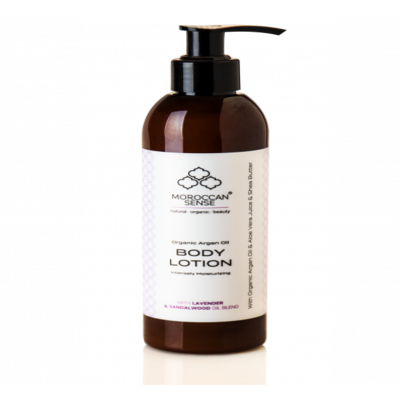 MOROCCAN®
SENSE
natural · organic · beauty
Organic Argan Oil
BODY
LOTION
Intensely Moisturizing
WITH LAVENDER
& SANDALWOOD OIL BLEND
With Organic Argan Oil & Aloe Vera Juice & Shea Butter